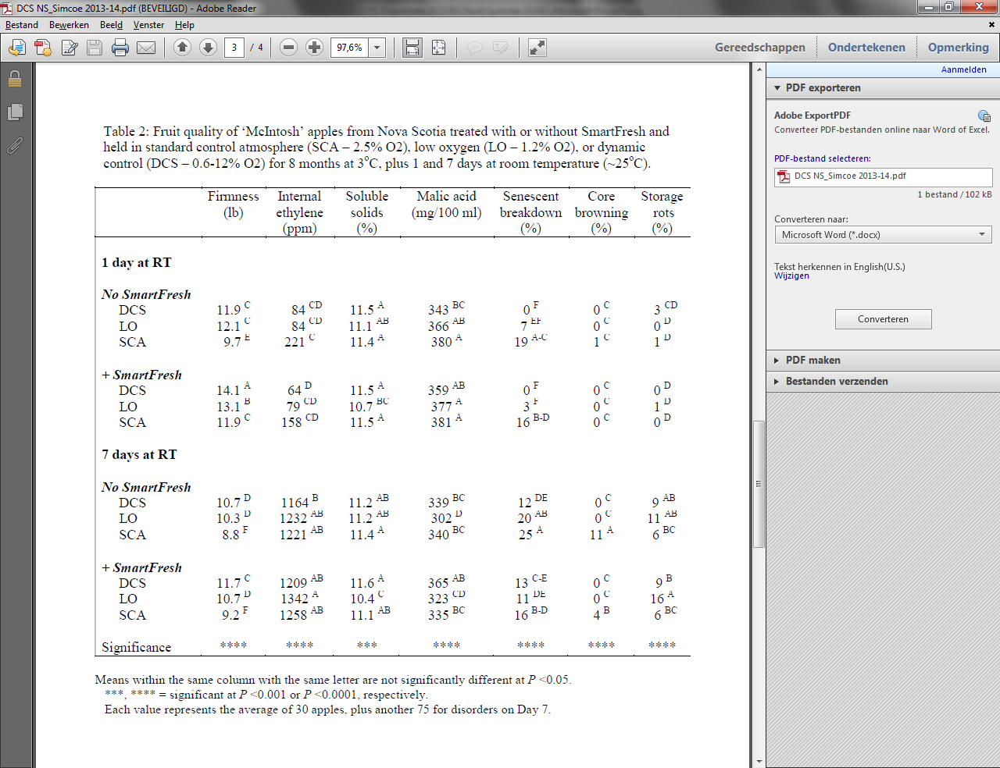 DCS NS_Simcoe 2013-14.pdf (BEVEILIGD) - Adobe Reader
Bestand Bewerken Beeld Venster Help
3 / 4 97,6% Gereedschappen Ondertekenen Opmerking
Aanmelden
PDF exporteren
Adobe ExportPDF
Converteer PDF-bestanden online naar Word of Excel.
PDF-bestand selecteren:
DCS NS_Simcoe 2013-14.pdf
1 bestand / 102 kB
Converteren naar:
Microsoft Word (*.docx)
Tekst herkennen in English(U.S.)
Wijzigen
Converteren
PDF maken
Bestanden verzenden
Table 2: Fruit quality of ‘McIntosh’ apples from Nova Scotia treated with or without SmartFresh and
held in standard control atmosphere (SCA – 2.5% O2), low oxygen (LO – 1.2% O2), or dynamic
control (DCS – 0.6-12% O2) for 8 months at 3°C, plus 1 and 7 days at room temperature (~25°C).
Firmness Internal Soluble Malic acid Senescent Core Storage
(lb) ethylene solids (mg/100 ml) breakdown browning rots
(ppm) (%) (%) (%) (%)
1 day at RT
No SmartFresh
DCS 11.9 C 84 CD 11.5 A 343 BC 0 F 0 C 3 CD
LO 12.1 C 84 CD 11.1 AB 366 AB 7 EF 0 C 0 D
SCA 9.7 E 221 C 11.4 A 380 A 19 A-C 1 C 1 D
+ SmartFresh
DCS 14.1 A 64 D 11.5 A 359 AB 0 F 0 C 0 D
LO 13.1 B 79 CD 10.7 BC 377 A 3 F 0 C 1 D
SCA 11.9 C 158 CD 11.5 A 381 A 16 B-D 0 C 0 D
7 days at RT
No SmartFresh
DCS 10.7 D 1164 B 11.2 AB 339 BC 12 DE 0 C 9 AB
LO 10.3 D 1232 AB 11.2 AB 302 D 20 AB 0 C 11 AB
SCA 8.8 F 1221 AB 11.4 A 340 BC 25 A 11 A 6 BC
+ SmartFresh
DCS 11.7 C 1209 AB 11.6 A 365 AB 13 C-E 0 C 9 B
LO 10.7 D 1342 A 10.4 C 323 CD 11 DE 0 C 16 A
SCA 9.2 F 1258 AB 11.1 AB 335 BC 16 B-D 4 B 6 BC
Significance **** **** *** **** **** **** ****
Means within the same column with the same letter are not significantly different at P <0.05.
***, **** = significant at P <0.001 or P <0.0001, respectively.
Each value represents the average of 30 apples, plus another 75 for disorders on Day 7.